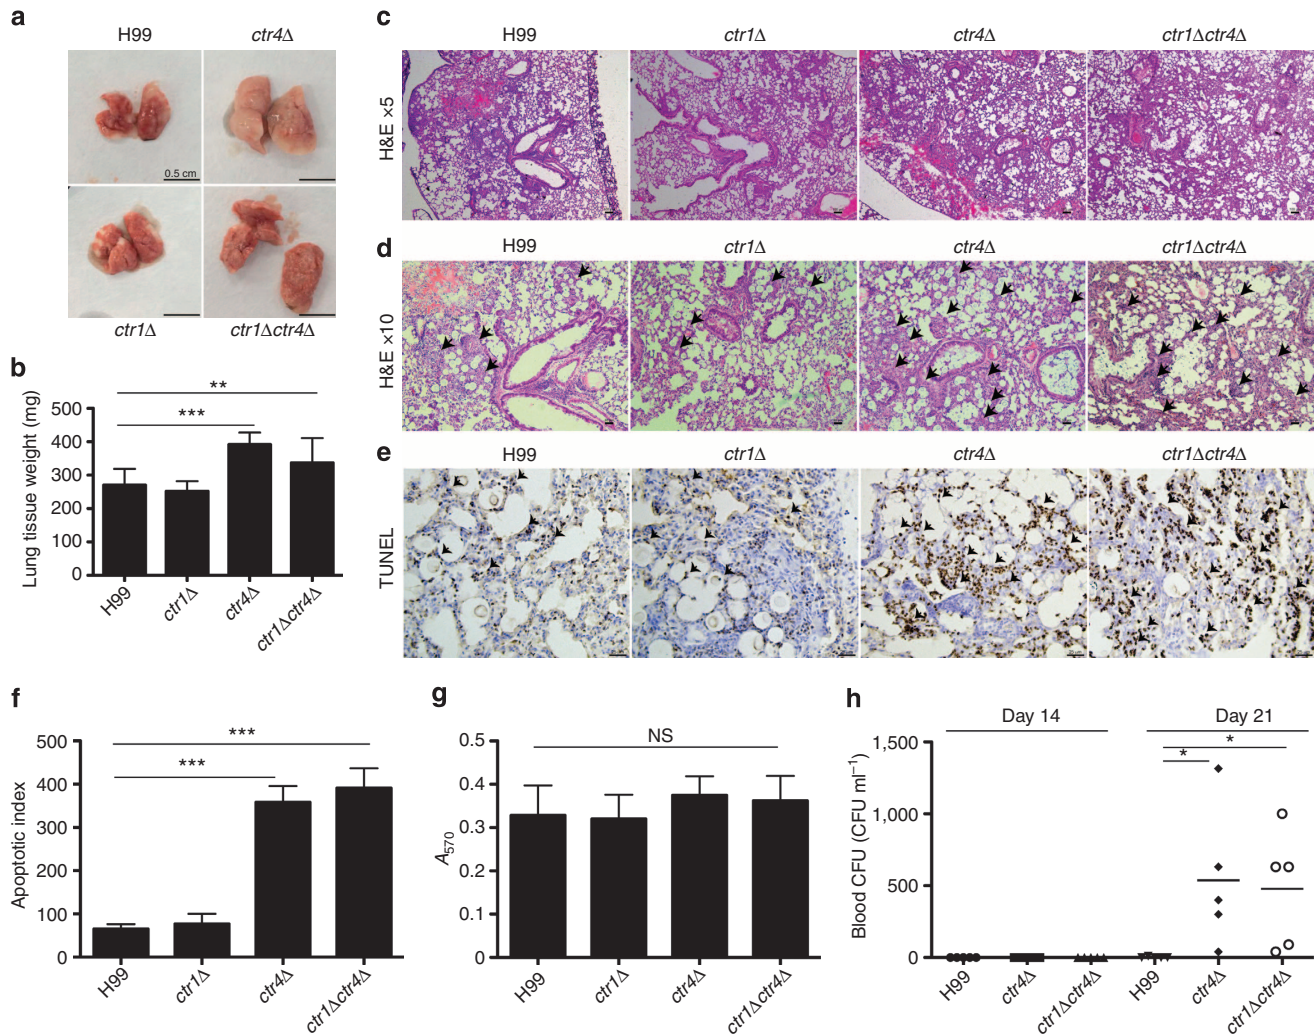 a
H99 ctr4Δ
0.5 cm
ctr1Δ ctr1Δctr4Δ
b
Lung tissue weight (mg)
500
400
300
200
100
0
**
***
H99 ctr1Δ ctr4Δ ctr1Δctr4Δ
c
H99 ctr1Δ ctr4Δ ctr1Δctr4Δ
H&E ×5
d
H99 ctr1Δ ctr4Δ ctr1Δctr4Δ
H&E ×10
e
H99 ctr1Δ ctr4Δ ctr1Δctr4Δ
TUNEL
f
Apoptotic index
500
400
300
200
100
0
***
***
H99 ctr1Δ ctr4Δ ctr1Δctr4Δ
g
A570
0.5
0.4
0.3
0.2
0.1
0
NS
H99 ctr1Δ ctr4Δ ctr1Δctr4Δ
h
Day 14 Day 21
Blood CFU (CFU ml−1)
1,500
1,000
500
0
*
*
H99 ctr4Δ ctr1Δctr4Δ H99 ctr4Δ ctr1Δctr4Δ